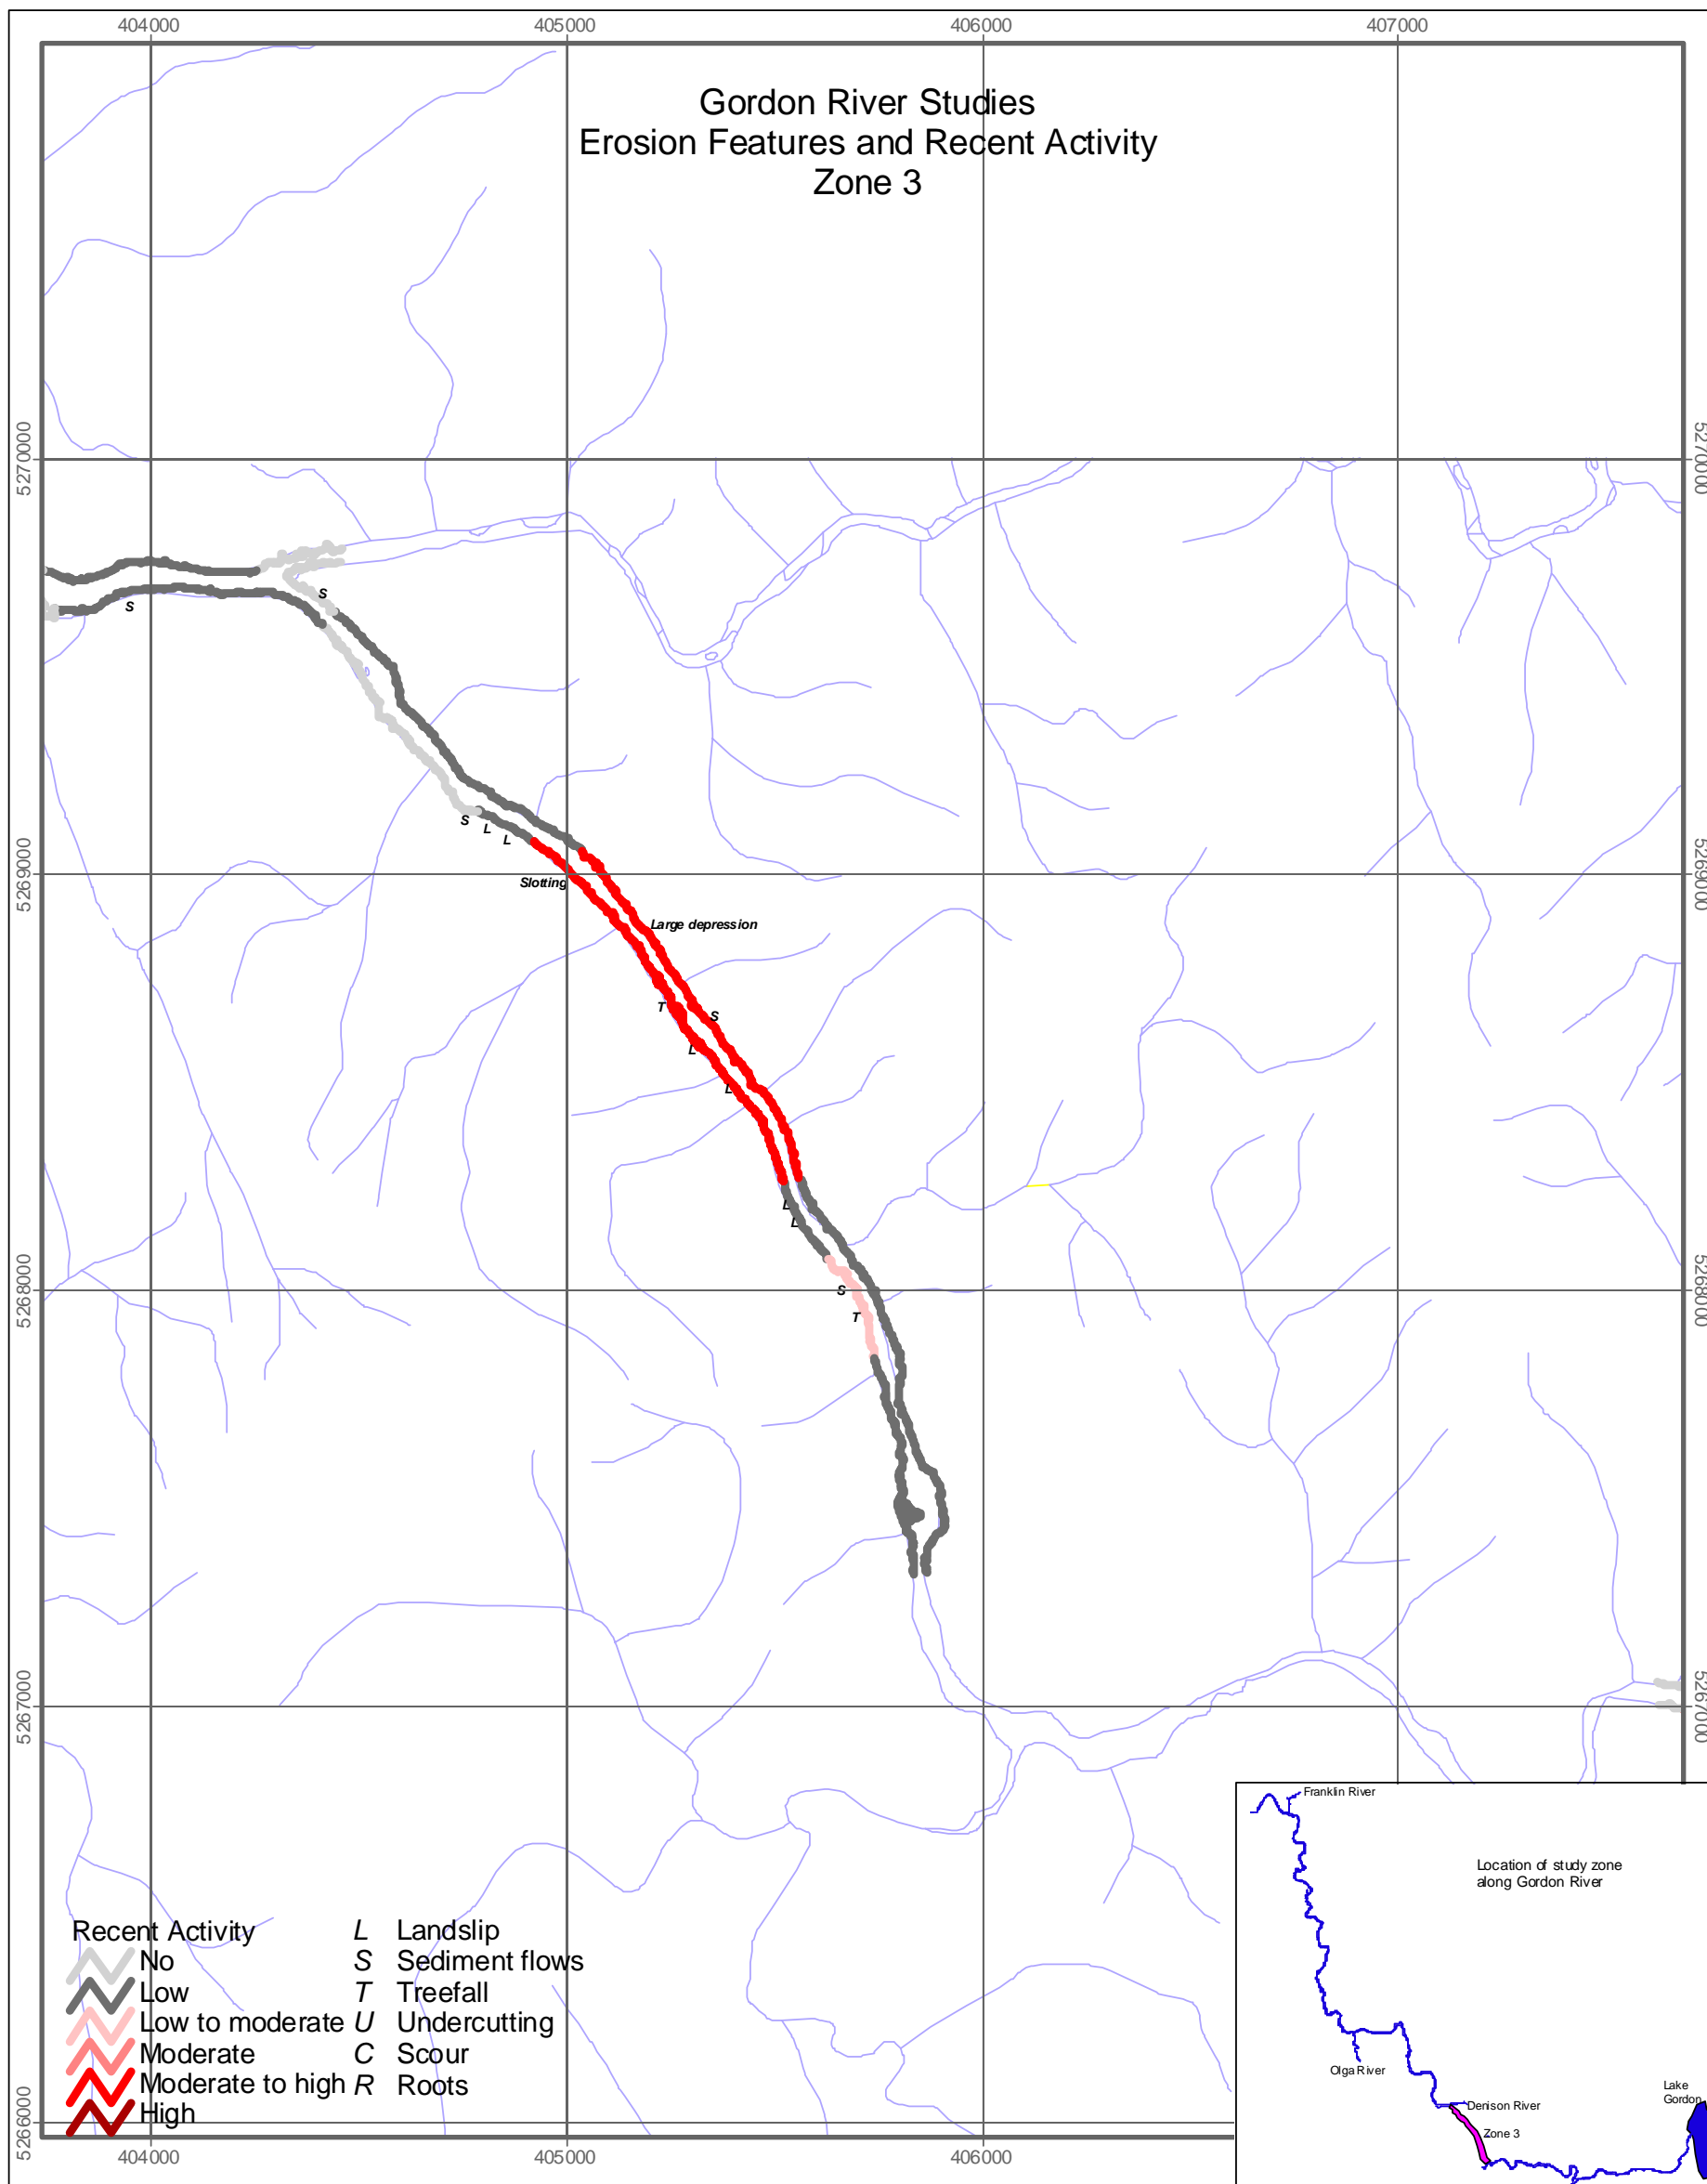 404000
405000
406000
407000
Gordon River Studies
Erosion Features and Recent Activity
Zone 3
5270000
5270000
S
S
S
L
L
5269000
5269000
Slotting
Large depression
T
S
L
L
L
L
5268000
5268000
S
T
5267000
5267000
Franklin River
Location of study zone
along Gordon River
Olga River
Lake
Gordon
Denison River
Zone 3
Recent Activity
No
Low
Low to moderate
Moderate
Moderate to high
High
L Landslip
S Sediment flows
T Treefall
U Undercutting
C Scour
R Roots
5266000
404000
405000
406000